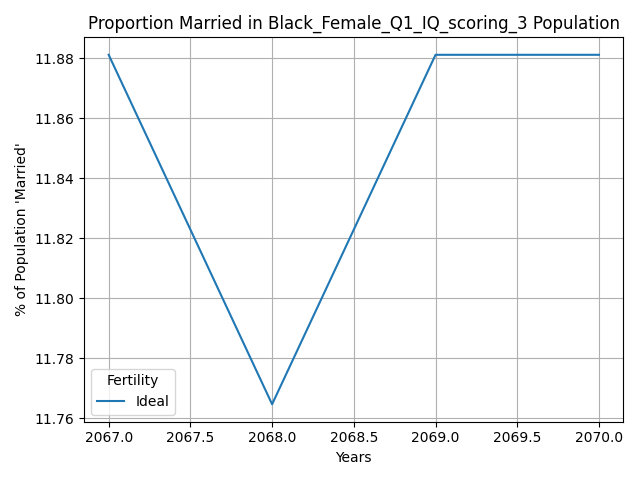 Proportion Married in Black_Female_Q1_IQ_scoring_3 Population
% of Population 'Married'
11.88
11.86
11.84
11.82
11.80
11.78
11.76
Fertility
Ideal
2067.0 2067.5 2068.0 2068.5 2069.0 2069.5 2070.0
Years